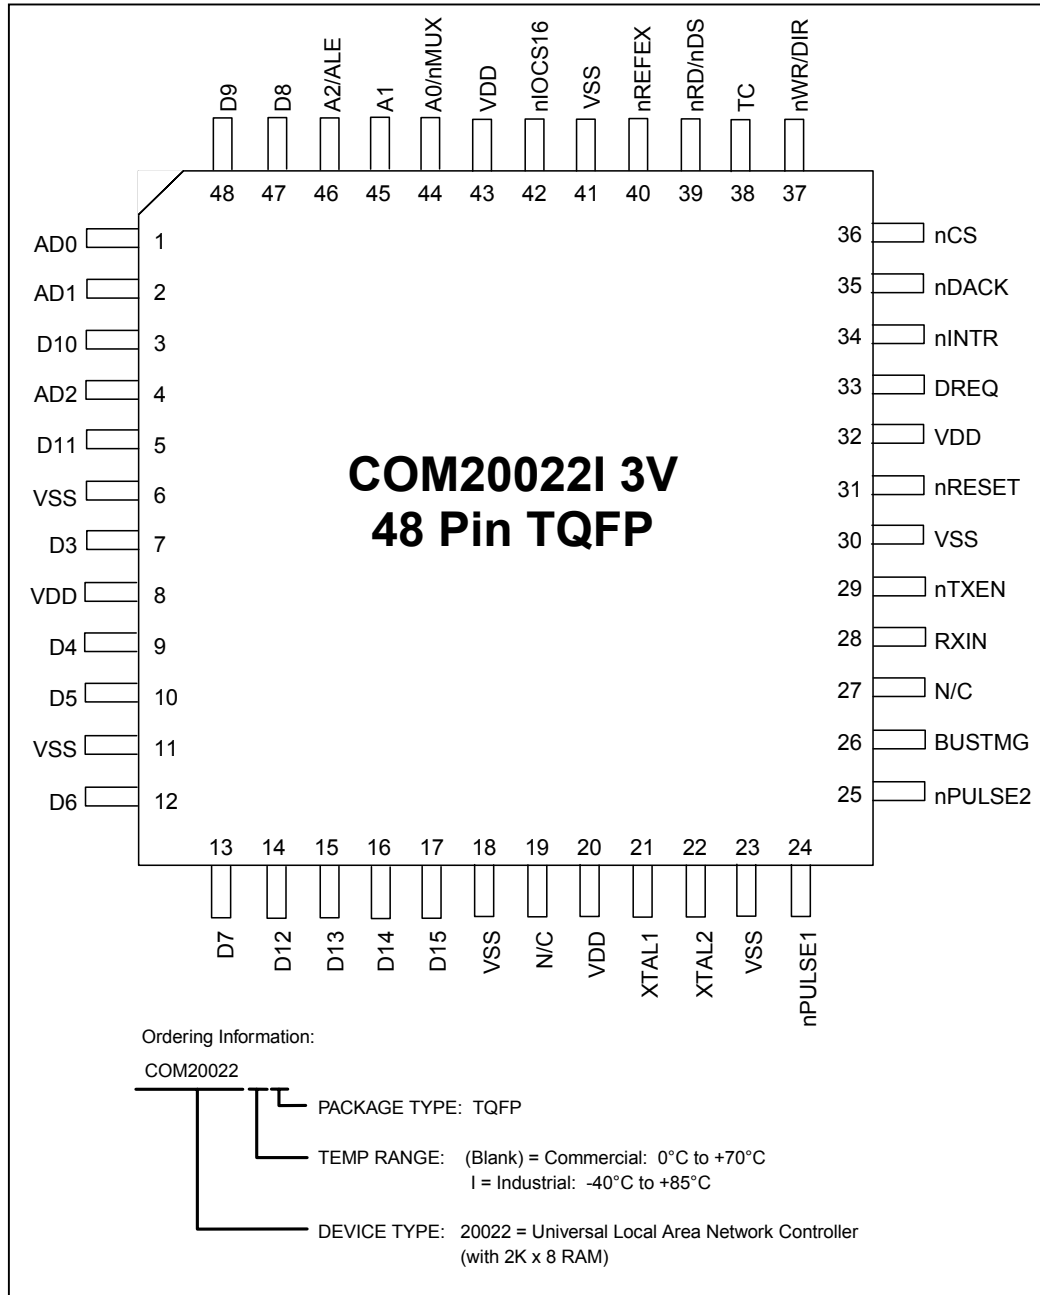 D9
D8
A2/ALE
A1
A0/nMUX
VDD
nIOCS16
VSS
nREFEX
nRD/nDS
TC
nWR/DIR
48 47 46 45 44 43 42 41 40 39 38 37
AD0 1
AD1 2
D10 3
AD2 4
D11 5
VSS 6
D3 7
VDD 8
D4 9
D5 10
VSS 11
D6 12
36 nCS
35 nDACK
34 nINTR
33 DREQ
32 VDD
31 nRESET
30 VSS
29 nTXEN
28 RXIN
27 N/C
26 BUSTMG
25 nPULSE2
COM20022I 3V
48 Pin TQFP
13 14 15 16 17 18 19 20 21 22 23 24
D7
D12
D13
D14
D15
VSS
N/C
VDD
XTAL1
XTAL2
VSS
nPULSE1
Ordering Information:
COM20022
PACKAGE TYPE: TQFP
TEMP RANGE: (Blank) = Commercial: 0°C to +70°C
I = Industrial: -40°C to +85°C
DEVICE TYPE: 20022 = Universal Local Area Network Controller
(with 2K x 8 RAM)